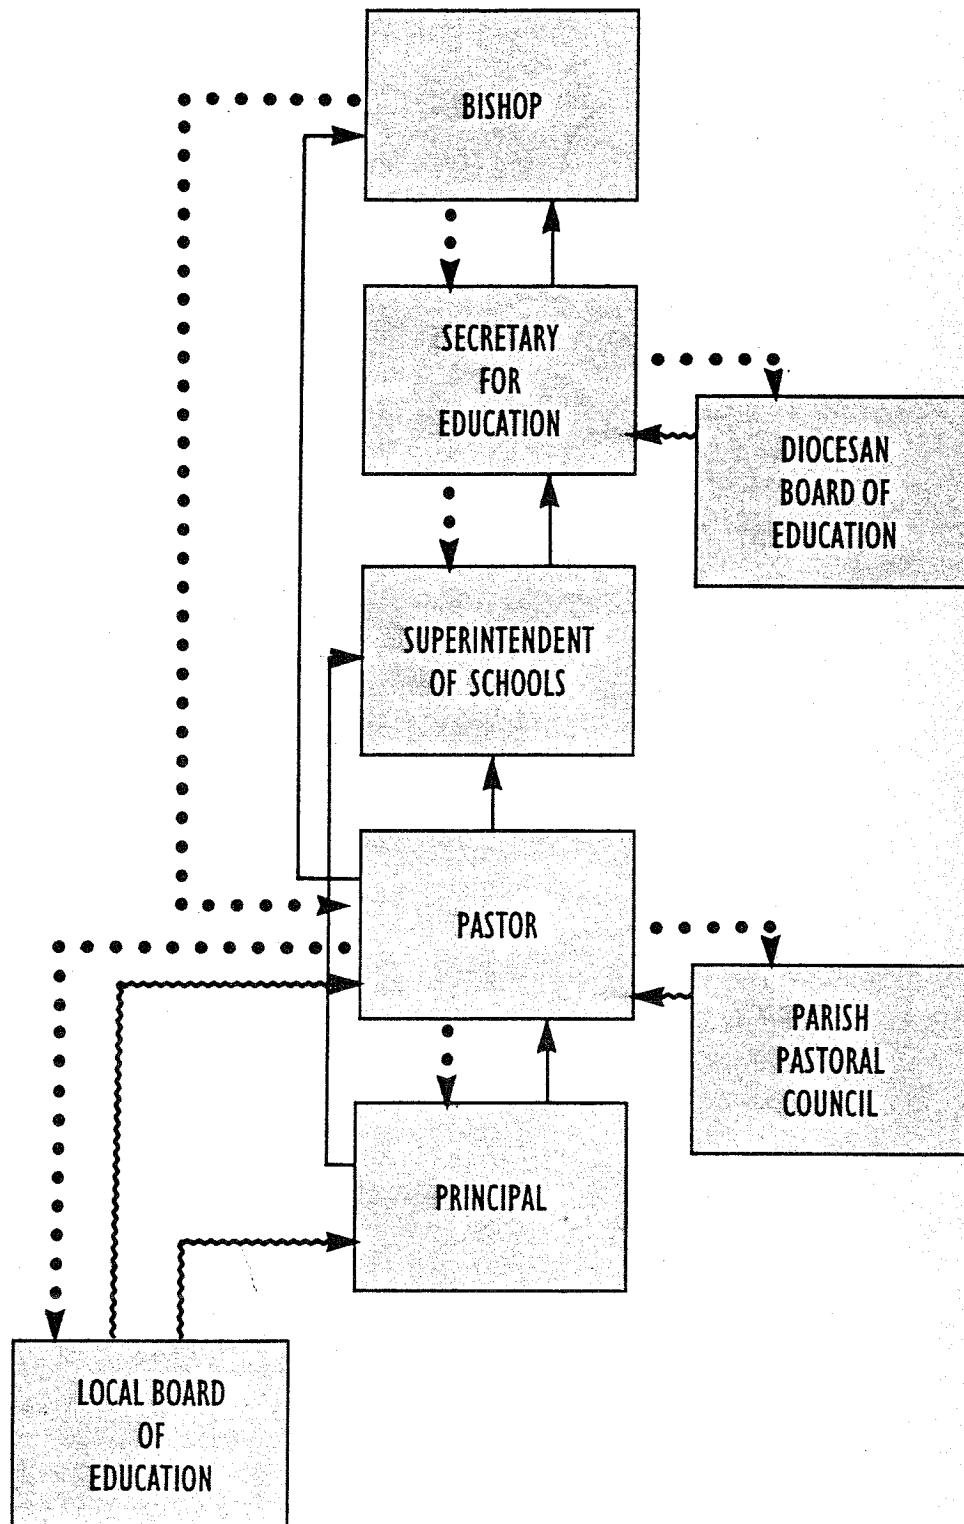 BISHOP
SECRETARY
FOR
EDUCATION
DIOCESAN
BOARD OF
EDUCATION
SUPERINTENDENT
OF SCHOOLS
PASTOR
PARISH
PASTORAL
COUNCIL
PRINCIPAL
LOCAL BOARD
OF
EDUCATION